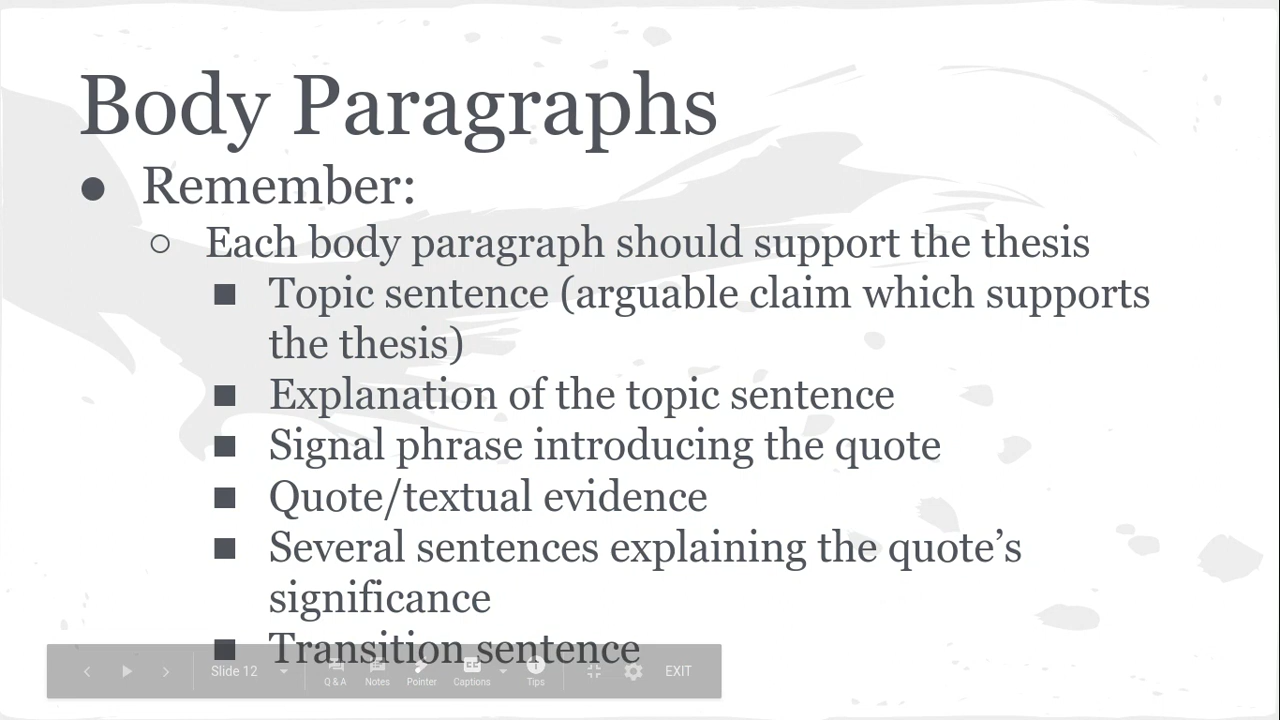 Body Paragraphs
● Remember:
○ Each body paragraph should support the thesis
■ Topic sentence (arguable claim which supports
the thesis)
■ Explanation of the topic sentence
■ Signal phrase introducing the quote
■ Quote/textual evidence
■ Several sentences explaining the quote’s
significance
■ Transition sentence
Slide 12 Q & A Notes Pointer Captions Tips EXIT